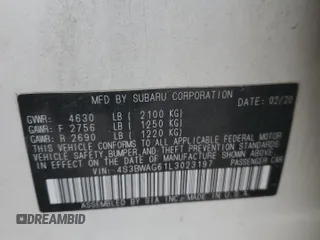 MFD BY SUBARU CORPORATION
DATE: 02/20
GVWR: 4630 LB ( 2100 KG)
GAWR: F 2756 LB ( 1250 KG)
GAWR: R 2690 LB ( 1220 KG)
THIS VEHICLE CONFORMS TO ALL APPLICABLE FEDERAL MOTOR
VEHICLE SAFETY, BUMPER, AND THEFT PREVENTION STANDARDS
IN EFFECT ON THE DATE OF MANUFACTURE SHOWN ABOVE.
VIN: 4S3BWAG61L3023197 PASSENGER CAR
ASSEMBLED BY SIA, INC. MADE IN U.S.A.
AUTOBIDMASTER